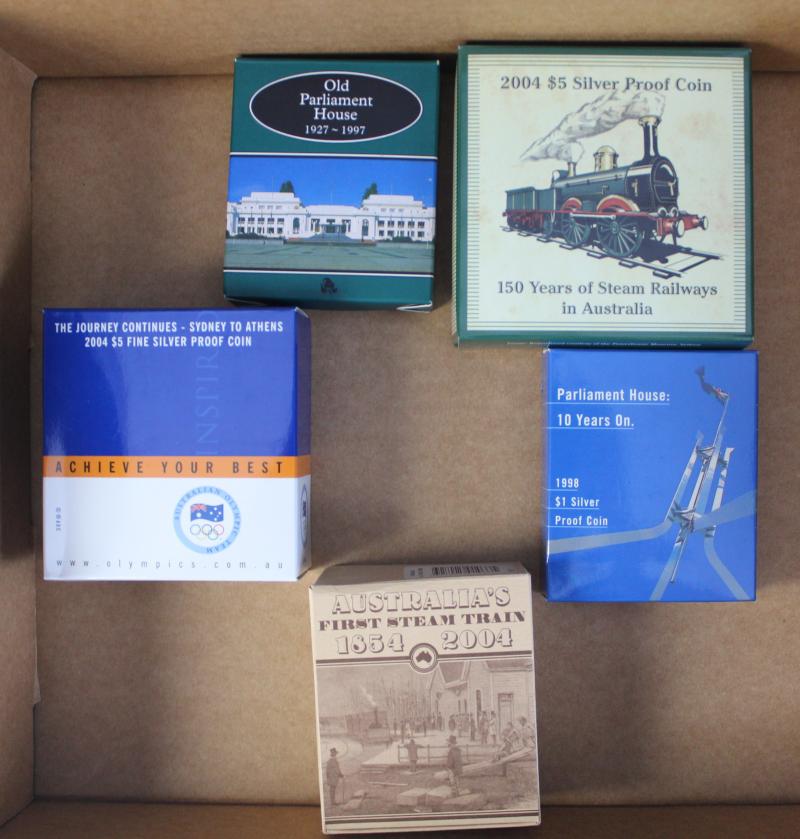 Old
Parliament
House
1927 ~ 1997
2004 $5 Silver Proof Coin
150 Years of Steam Railways
in Australia
THE JOURNEY CONTINUES - SYDNEY TO ATHENS
2004 $5 FINE SILVER PROOF COIN
INSPIRD
ACHIEVE YOUR BEST
AUSTRALIAN OLYMPIC TEAM
www.olympics.com.au
Parliament House:
10 Years On.
1998
$1 Silver
Proof Coin
AUSTRALIA'S
FIRST STEAM TRAIN
1854 2004